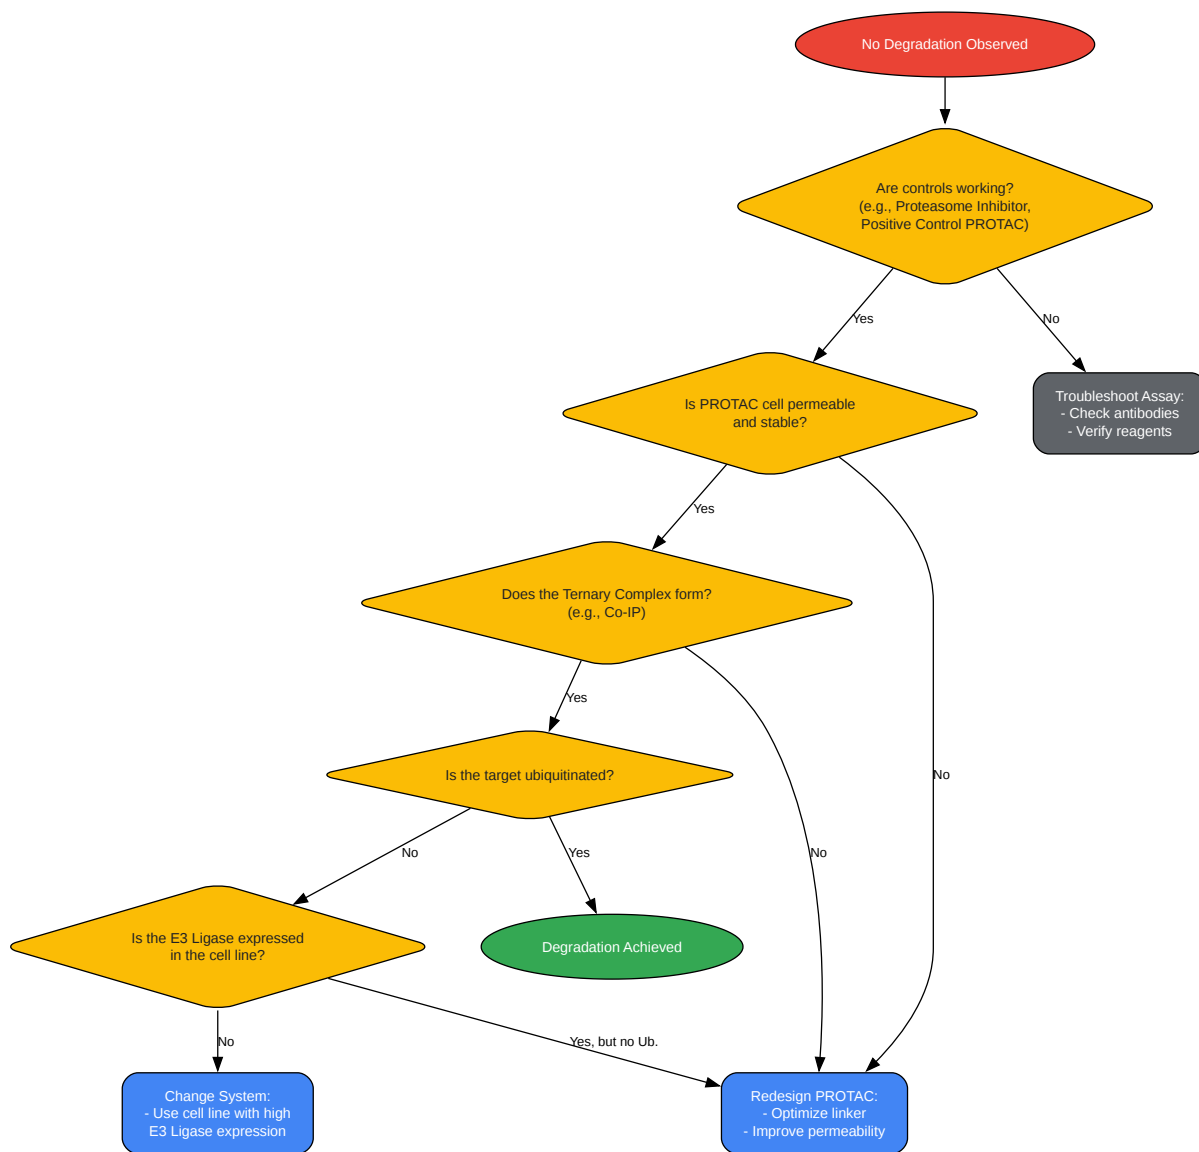 No Degradation Observed
Are controls working?
(e.g., Proteasome Inhibitor,
Positive Control PROTAC)
Yes
No
Is PROTAC cell permeable
and stable?
Troubleshoot Assay:
- Check antibodies
- Verify reagents
Yes
Does the Ternary Complex form?
(e.g., Co-IP)
Yes
Is the target ubiquitinated?
No
No
Yes
No
Is the E3 Ligase expressed
in the cell line?
Degradation Achieved
No
Yes, but no Ub.
Change System:
- Use cell line with high
E3 Ligase expression
Redesign PROTAC:
- Optimize linker
- Improve permeability